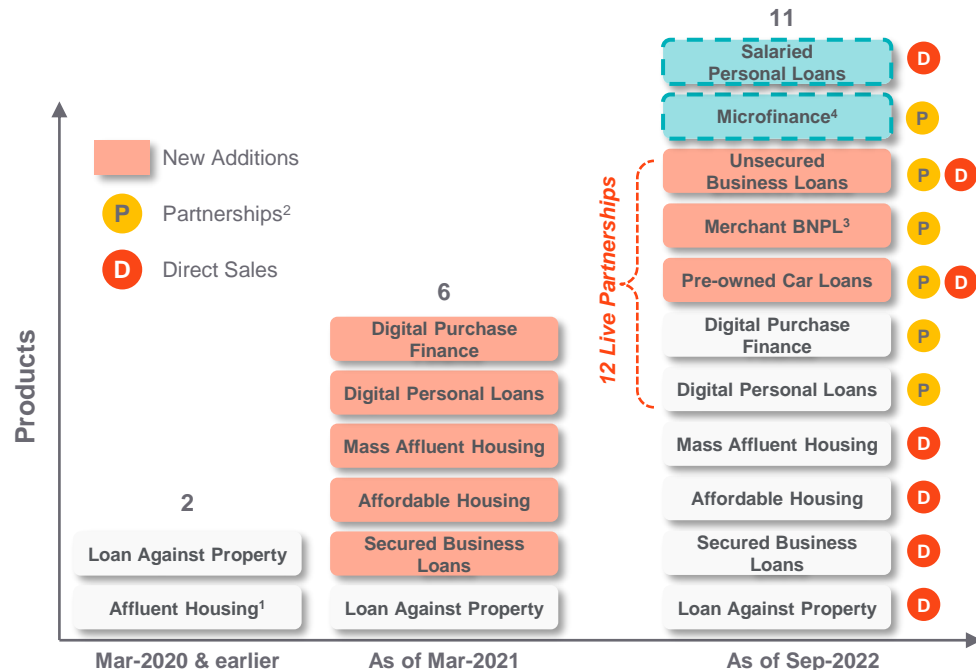 11
Salaried
Personal Loans
D
Microfinance4
P
New Additions
Unsecured
Business Loans
P
D
P
Partnerships2
Merchant BNPL3
P
D
Direct Sales
Pre-owned Car Loans
P
D
12 Live Partnerships
6
Digital Purchase
Finance
Digital Purchase
Finance
P
Digital Personal Loans
Digital Personal Loans
P
Products
Mass Affluent Housing
Mass Affluent Housing
D
2
Affordable Housing
Affordable Housing
D
Loan Against Property
Secured Business
Loans
Secured Business
Loans
D
Affluent Housing1
Loan Against Property
Loan Against Property
D
Mar-2020 & earlier
As of Mar-2021
As of Sep-2022